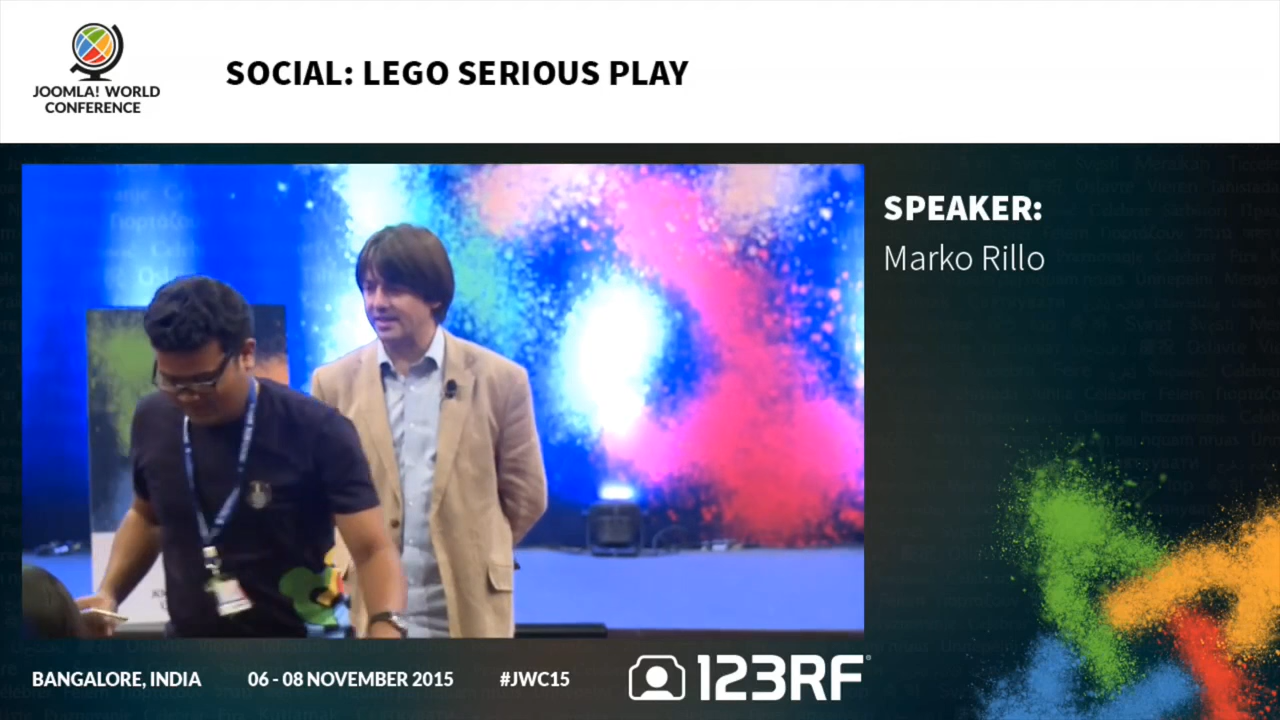 JOOMLA! WORLD
CONFERENCE
SOCIAL: LEGO SERIOUS PLAY
SPEAKER:
Marko Rillo
BANGALORE, INDIA
06 - 08 NOVEMBER 2015
#JWC15
123RF®